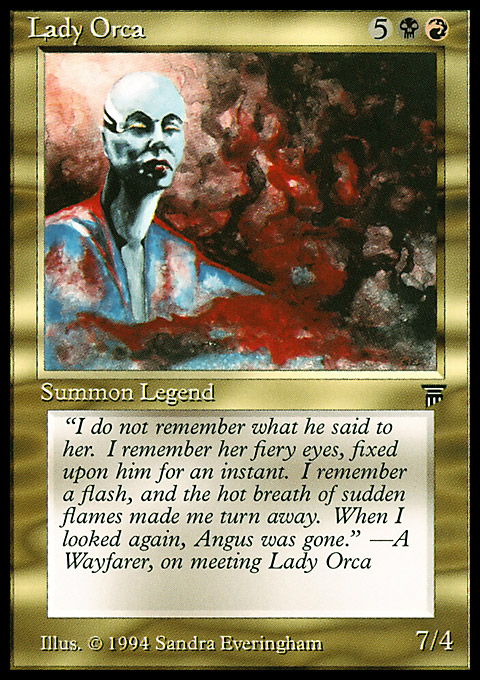 Lady Orca 5
Summon Legend
“I do not remember what he said to
her. I remember her fiery eyes, fixed
upon him for an instant. I remember
a flash, and the hot breath of sudden
flames made me turn away. When I
looked again, Angus was gone.” —A
Wayfarer, on meeting Lady Orca
Illus. © 1994 Sandra Everingham 7/4